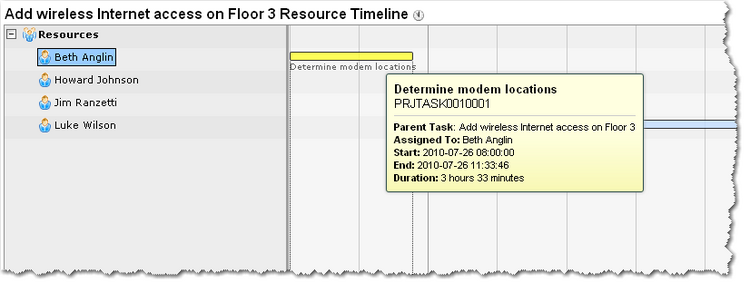 Add wireless Internet access on Floor 3 Resource Timeline
Resources
Beth Anglin
Determine modem locations
Howard Johnson
Jim Ranzetti
Luke Wilson
Determine modem locations
PRJTASK0010001
Parent Task: Add wireless Internet access on Floor 3
Assigned To: Beth Anglin
Start: 2010-07-26 08:00:00
End: 2010-07-26 11:33:46
Duration: 3 hours 33 minutes